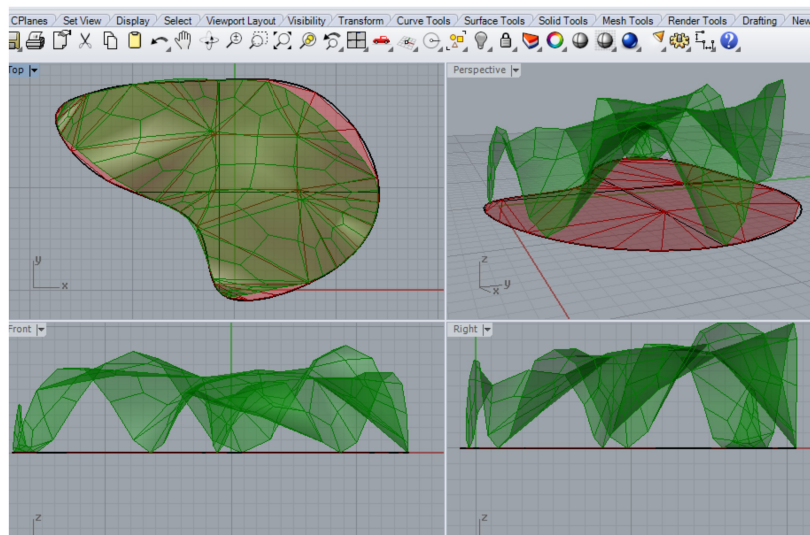 CPlanes Set View Display Select Viewport Layout Visibility Transform Curve Tools Surface Tools Solid Tools Mesh Tools Render Tools Drafting New
Top
Perspective
y
x
z
y
x
Front
Right
z
z